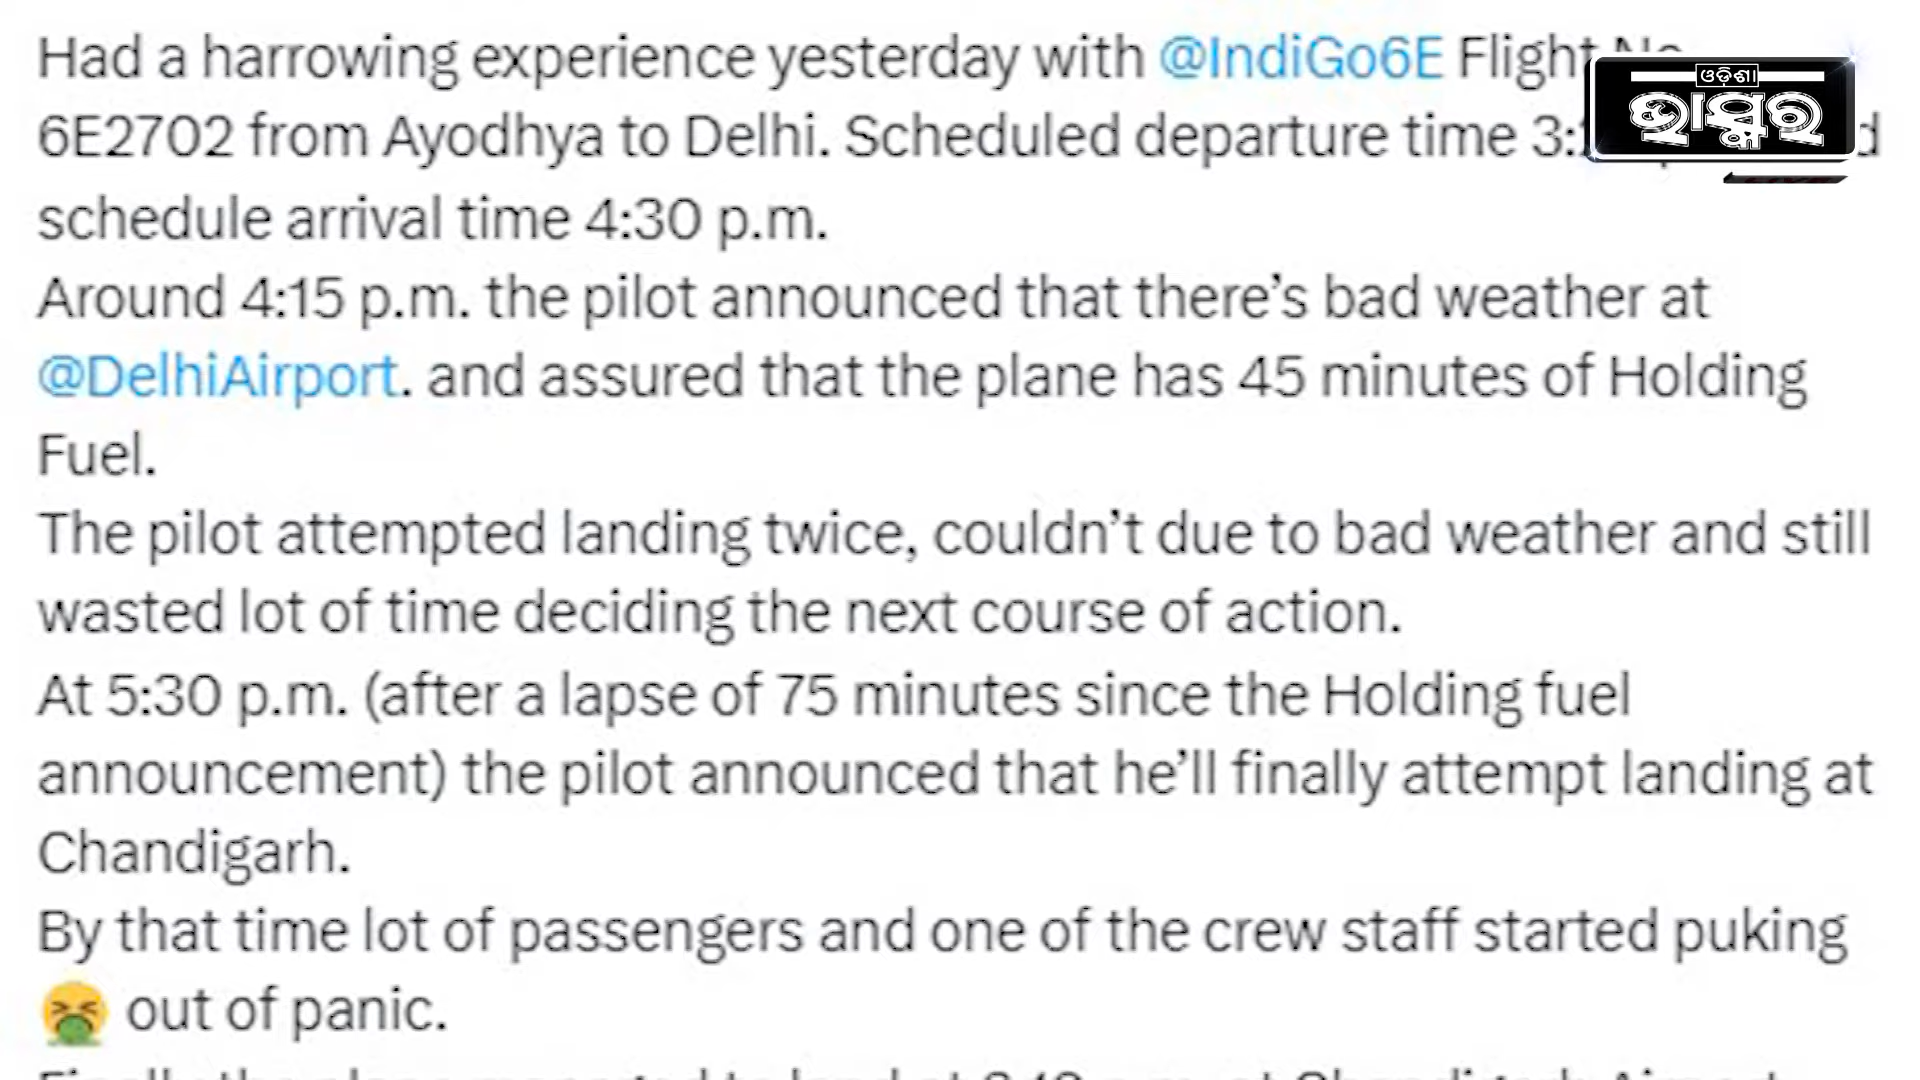 Had a harrowing experience yesterday with @IndiGo6E Flight
6E2702 from Ayodhya to Delhi. Scheduled departure time
schedule arrival time 4:30 p.m.
Around 4:15 p.m. the pilot announced that there’s bad weather at
@DelhiAirport. and assured that the plane has 45 minutes of Holding
Fuel.
The pilot attempted landing twice, couldn’t due to bad weather and still
wasted lot of time deciding the next course of action.
At 5:30 p.m. (after a lapse of 75 minutes since the Holding fuel
announcement) the pilot announced that he’ll finally attempt landing at
Chandigarh.
By that time lot of passengers and one of the crew staff started puking
🤮 out of panic.
ଓଡ଼ିଶା
ଭାସ୍କର